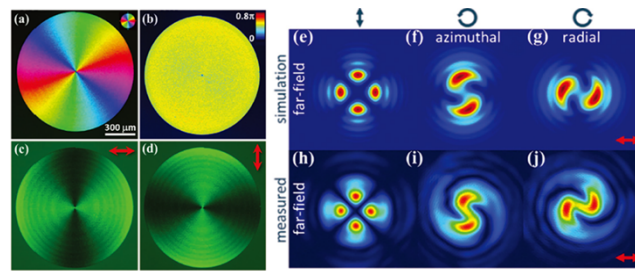 (a)
(b)
0.8π
0
300 µm
(c)
(d)
(e)
(f) azimuthal
(g) radial
simulation
far-field
(h)
(i)
(j)
measured
far-field